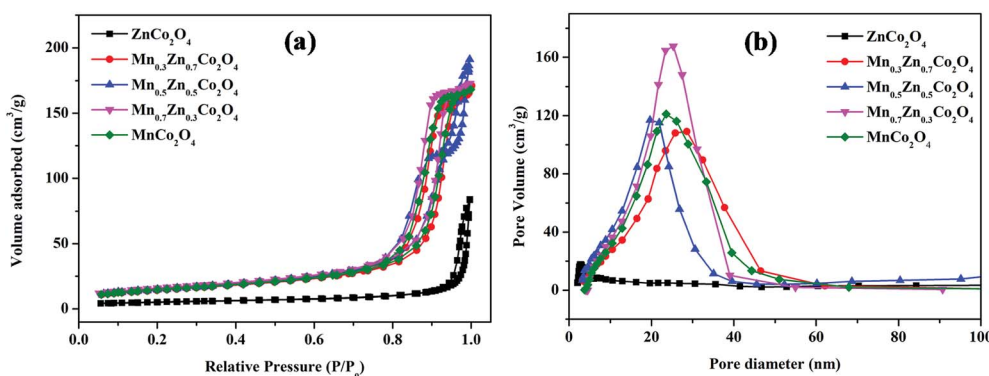 (a)
ZnCo₂O₄
Mn₀.₃Zn₀.₇Co₂O₄
Mn₀.₅Zn₀.₅Co₂O₄
Mn₀.₇Zn₀.₃Co₂O₄
MnCo₂O₄
Volume adsorbed (cm³/g)
200
150
100
50
0
0.0 0.2 0.4 0.6 0.8 1.0
Relative Pressure (P/Pₒ)
(b)
ZnCo₂O₄
Mn₀.₃Zn₀.₇Co₂O₄
Mn₀.₅Zn₀.₅Co₂O₄
Mn₀.₇Zn₀.₃Co₂O₄
MnCo₂O₄
Pore Volume (cm³/g)
160
120
80
40
0
0 20 40 60 80 100
Pore diameter (nm)